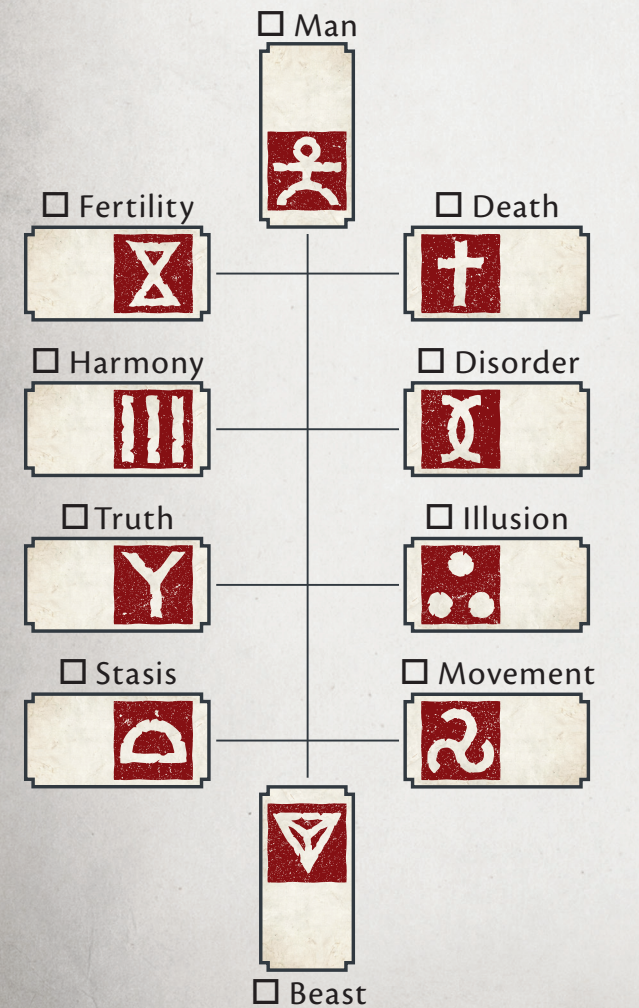 ☐ Man
☐ Fertility
☐ Death
☐ Harmony
☐ Disorder
☐ Truth
☐ Illusion
☐ Stasis
☐ Movement
☐ Beast